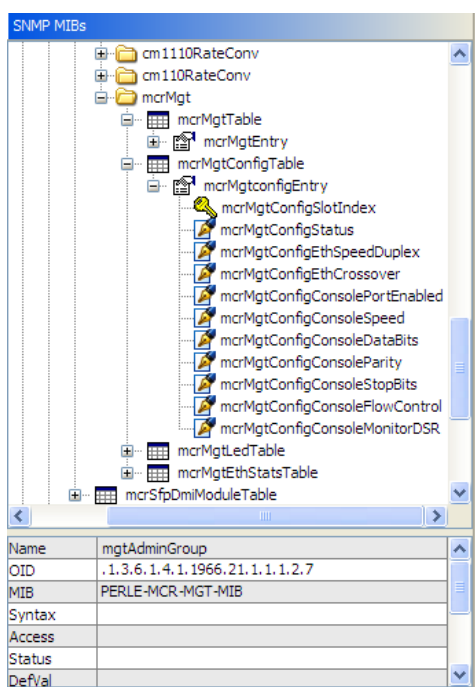 SNMP MIBs
cm1110RateConv
cm110RateConv
mcrMgt
mcrMgtTable
mcrMgtEntry
mcrMgtConfigTable
mcrMgtconfigEntry
mcrMgtConfigSlotIndex
mcrMgtConfigStatus
mcrMgtConfigEthSpeedDuplex
mcrMgtConfigEthCrossover
mcrMgtConfigConsolePortEnabled
mcrMgtConfigConsoleSpeed
mcrMgtConfigConsoleDataBits
mcrMgtConfigConsoleParity
mcrMgtConfigConsoleStopBits
mcrMgtConfigConsoleFlowControl
mcrMgtConfigConsoleMonitorDSR
mcrMgtLedTable
mcrMgtEthStatsTable
mcrSfpDmiModuleTable
Name mgtAdminGroup
OID .1.3.6.1.4.1.1966.21.1.1.1.2.7
MIB PERLE-MCR-MGT-MIB
Syntax
Access
Status
DefVal